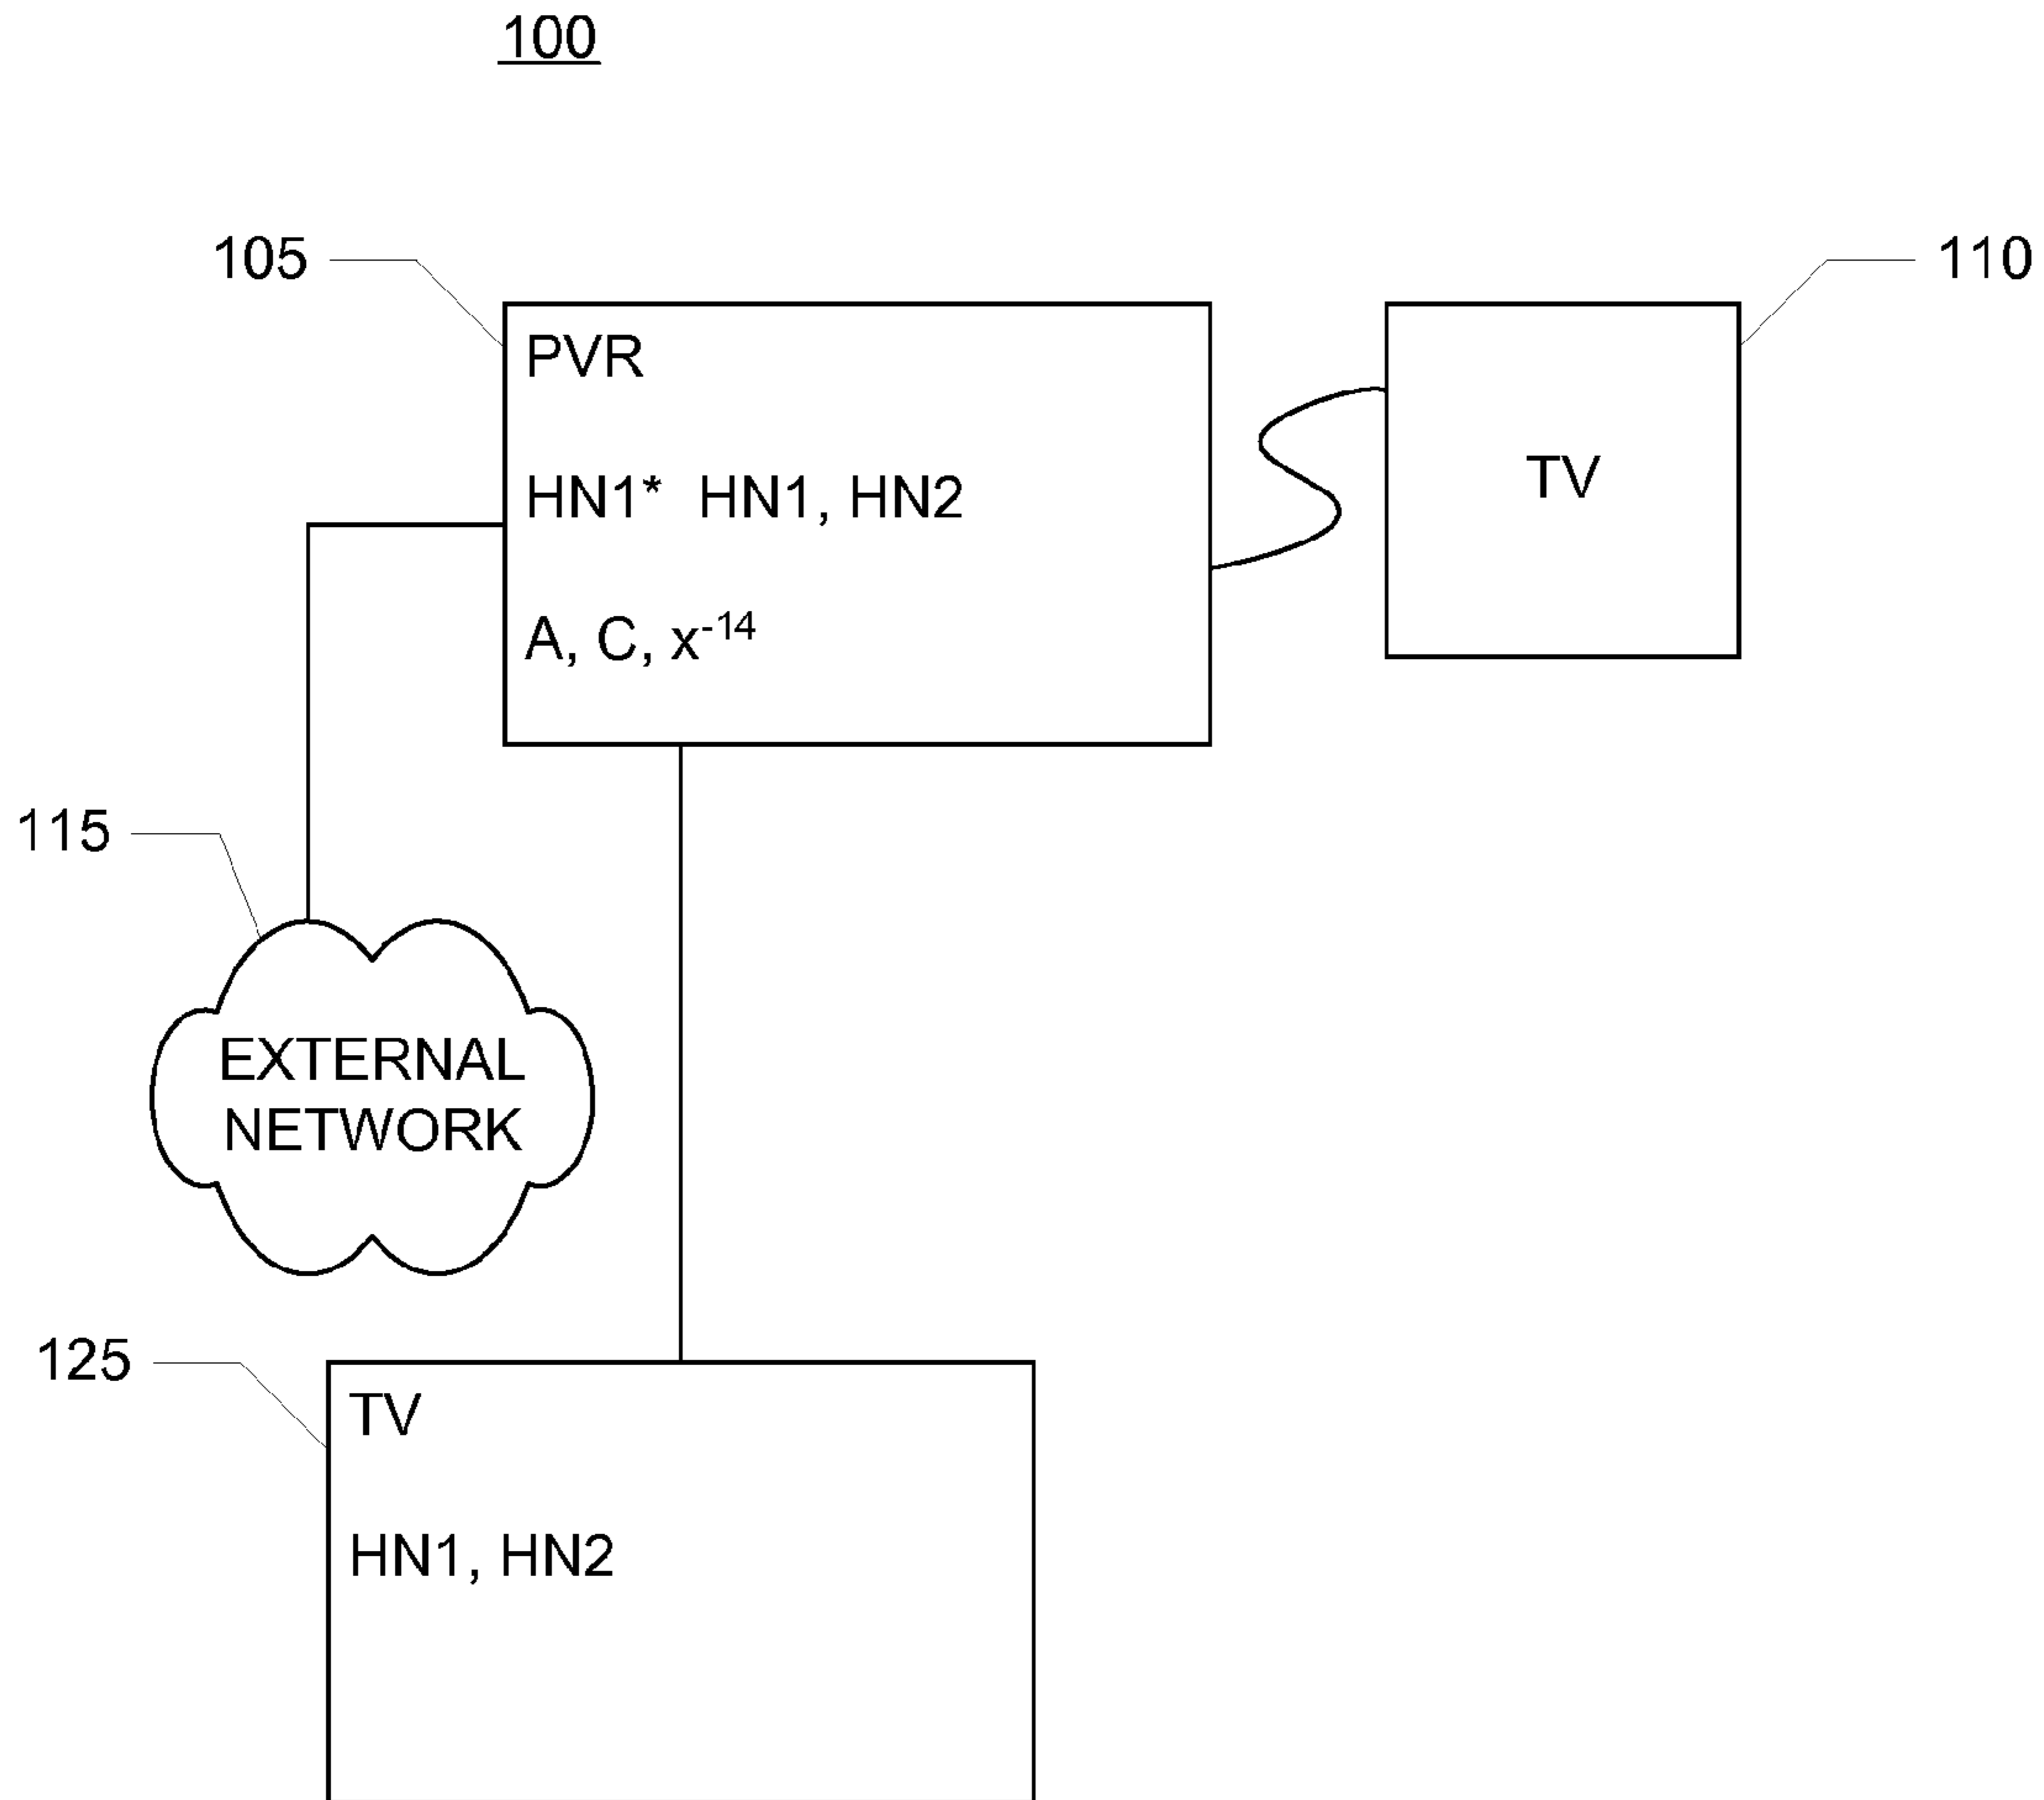 100
105
110
PVR
HN1* HN1, HN2
TV
A, C, x⁻¹⁴
115
EXTERNAL
NETWORK
125
TV
HN1, HN2